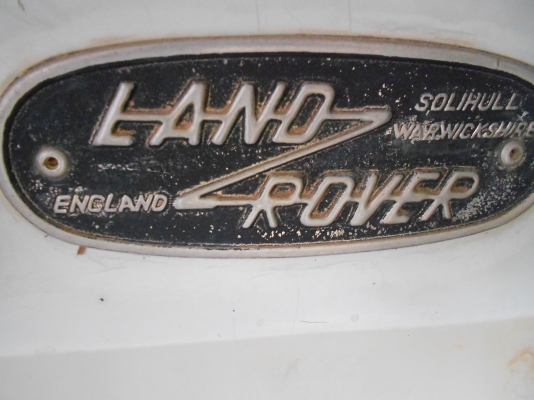 LAND
SOLIHULL
WARWICKSHIRE
ENGLAND
ROVER